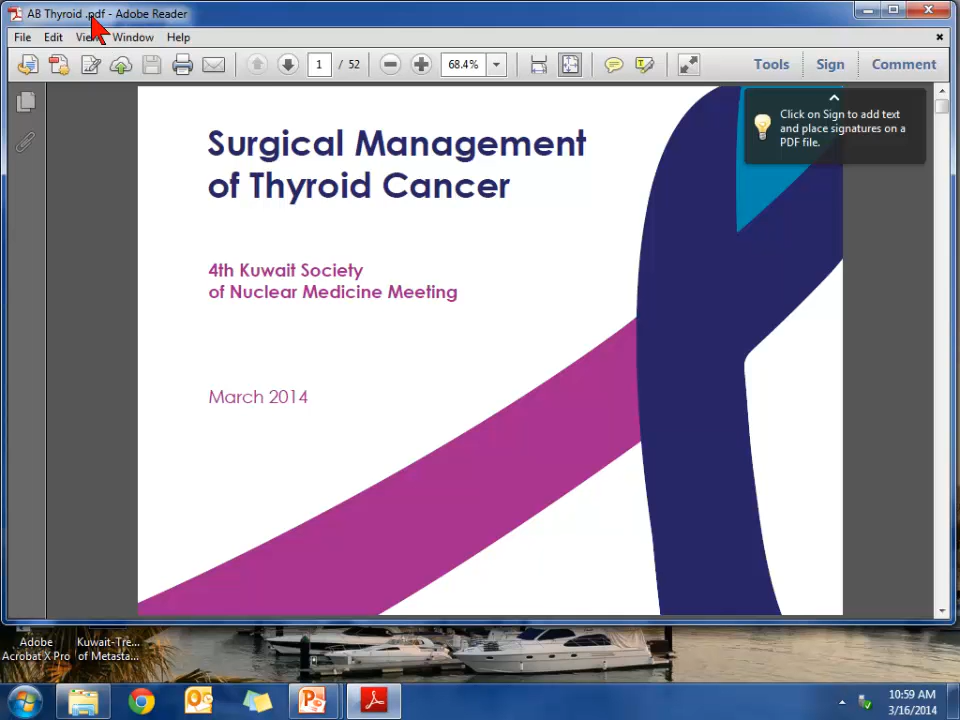 AB Thyroid .pdf - Adobe Reader
File Edit View Window Help
1 / 52 68.4% Tools Sign Comment
Click on Sign to add text
and place signatures on a
PDF file.
Surgical Management
of Thyroid Cancer
4th Kuwait Society
of Nuclear Medicine Meeting
March 2014
Adobe
Acrobat X Pro
Kuwait-Tre...
of Metasta...
10:59 AM
3/16/2014